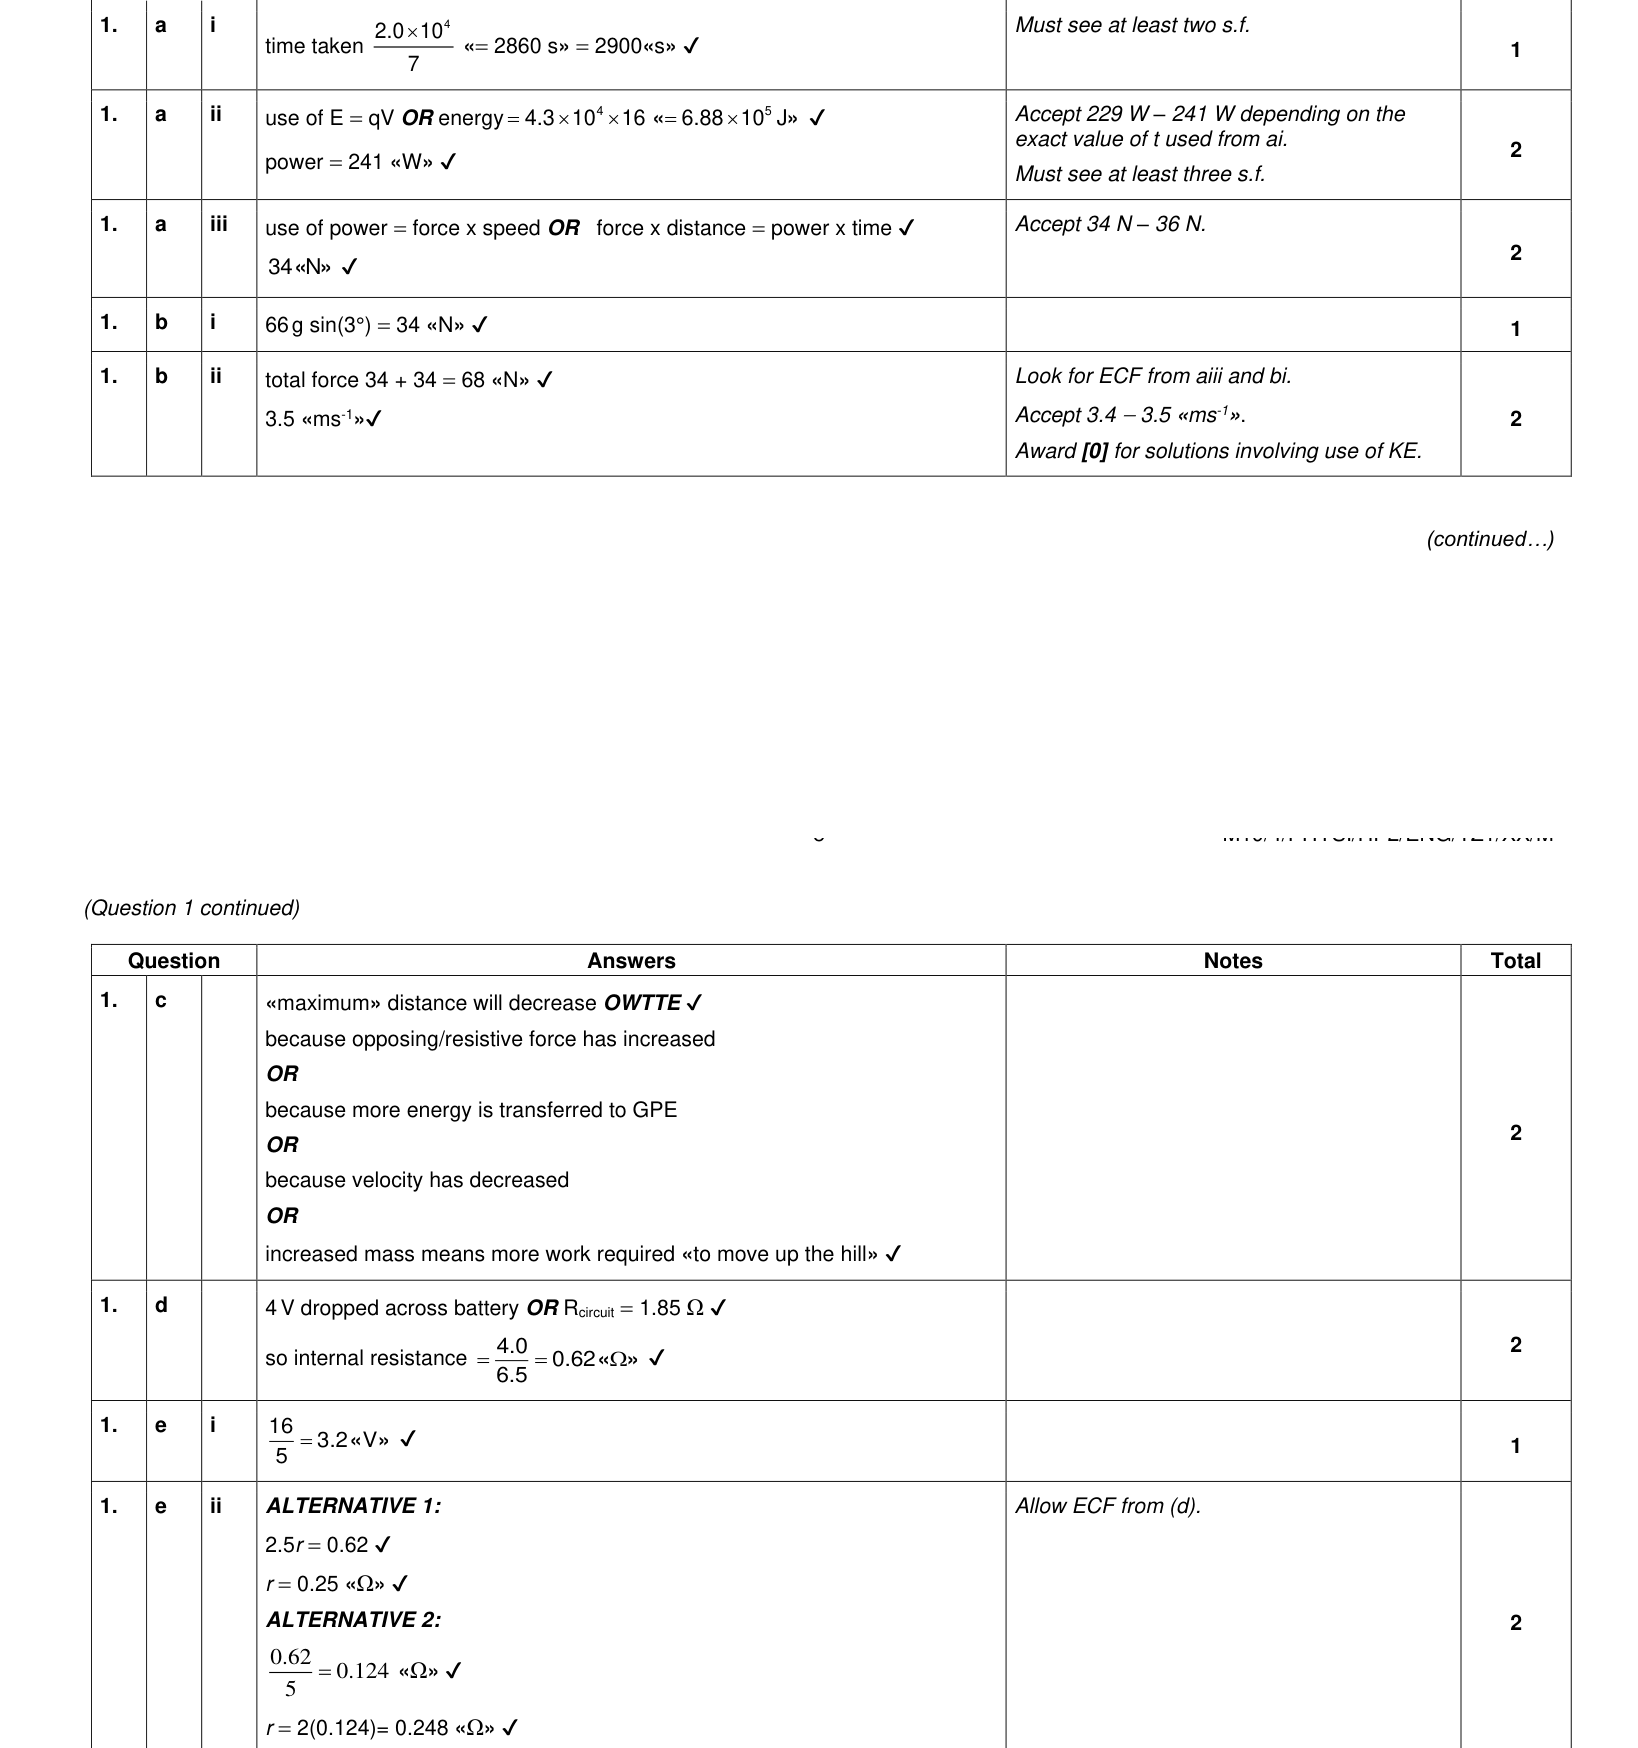 1. a i time taken 2.0×10⁴/7 «= 2860 s» = 2900«s» ✓ Must see at least two s.f. 1
1. a ii use of E = qV OR energy = 4.3×10⁴×16 «= 6.88×10⁵ J» ✓ Accept 229 W – 241 W depending on the
exact value of t used from ai.
2
power = 241 «W» ✓ Must see at least three s.f.
1. a iii use of power = force x speed OR force x distance = power x time ✓ Accept 34 N – 36 N.
2
34«N» ✓
1. b i 66g sin(3°) = 34 «N» ✓ 1
1. b ii total force 34 + 34 = 68 «N» ✓ Look for ECF from aiii and bi.
3.5 «ms⁻¹»✓ Accept 3.4 – 3.5 «ms⁻¹». 2
Award [0] for solutions involving use of KE.
(continued…)
(Question 1 continued)
Question Answers Notes Total
1. c «maximum» distance will decrease OWTTE ✓
because opposing/resistive force has increased
OR
because more energy is transferred to GPE
2
OR
because velocity has decreased
OR
increased mass means more work required «to move up the hill» ✓
1. d 4 V dropped across battery OR Rcircuit = 1.85 Ω ✓
2
so internal resistance = 4.0/6.5 = 0.62«Ω» ✓
1. e i 16/5 = 3.2«V» ✓ 1
1. e ii ALTERNATIVE 1: Allow ECF from (d).
2.5r = 0.62 ✓
r = 0.25 «Ω» ✓
ALTERNATIVE 2: 2
0.62/5 = 0.124 «Ω» ✓
r = 2(0.124)= 0.248 «Ω» ✓